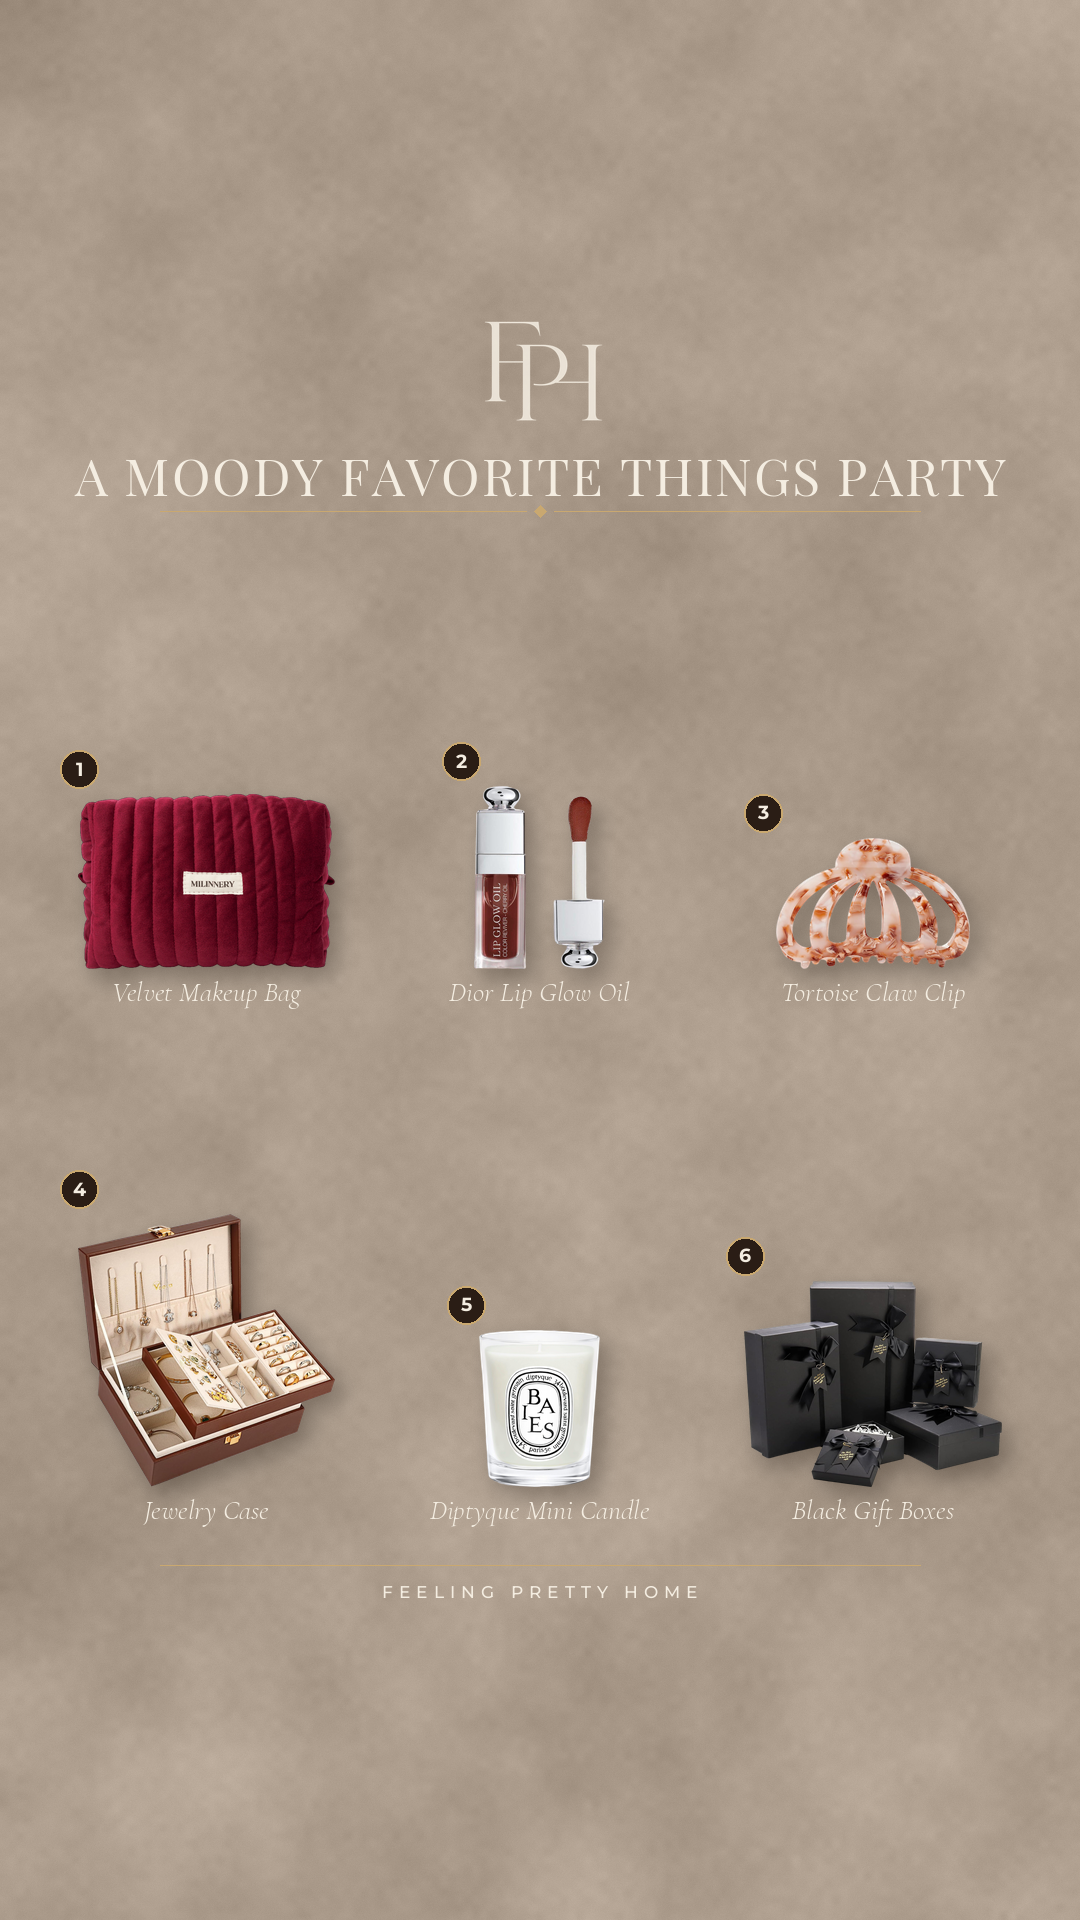 FPH
A MOODY FAVORITE THINGS PARTY
1
2
3
MILINNERY
LIP GLOW OIL
COLOR REVIVER
Velvet Makeup Bag
Dior Lip Glow Oil
Tortoise Claw Clip
4
5
6
diptyque
BAIES
Jewelry Case
Diptyque Mini Candle
Black Gift Boxes
FEELING PRETTY HOME